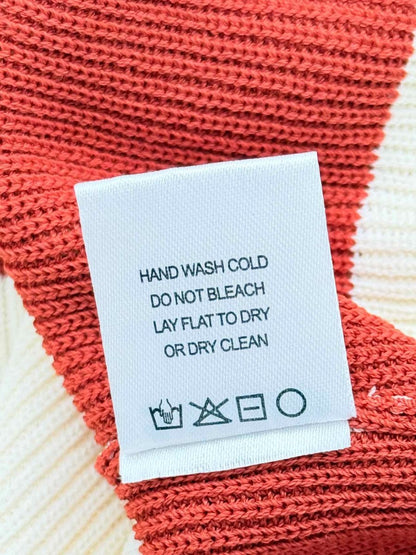 HAND WASH COLD
DO NOT BLEACH
LAY FLAT TO DRY
OR DRY CLEAN